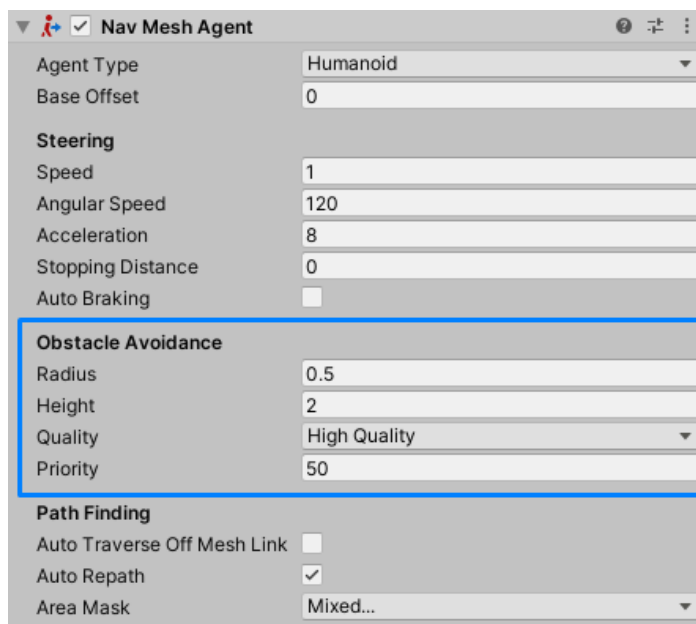 Nav Mesh Agent
Agent Type Humanoid
Base Offset 0
Steering
Speed 1
Angular Speed 120
Acceleration 8
Stopping Distance 0
Auto Braking
Obstacle Avoidance
Radius 0.5
Height 2
Quality High Quality
Priority 50
Path Finding
Auto Traverse Off Mesh Link
Auto Repath
Area Mask Mixed...